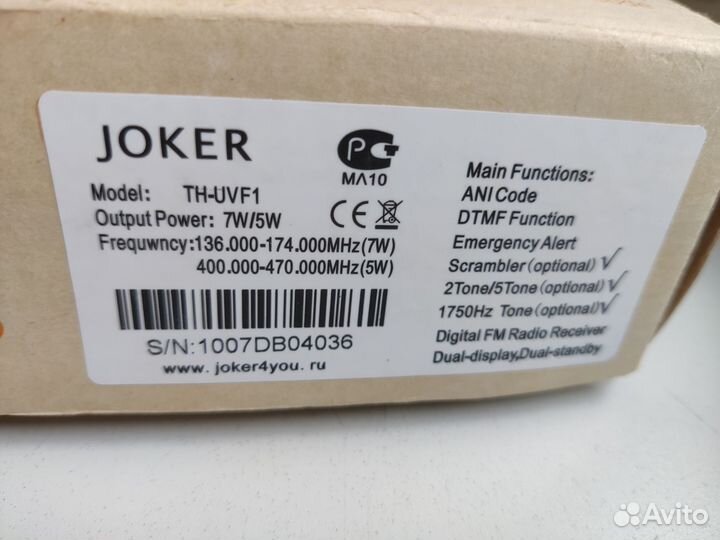 JOKER
Model: TH-UVF1
Output Power: 7W/5W
Frequwncy:136.000-174.000MHz(7W)
400.000-470.000MHz(5W)
S/N:1007DB04036
www. joker4you. ru
РСТ
МЛ10
CE
Main Functions:
ANI Code
DTMF Function
Emergency Alert
Scrambler (optional) √
2Tone/5Tone (optional) √
1750Hz Tone (optional) √
Digital FM Radio Receiver
Dual-display,Dual-standby
Avito